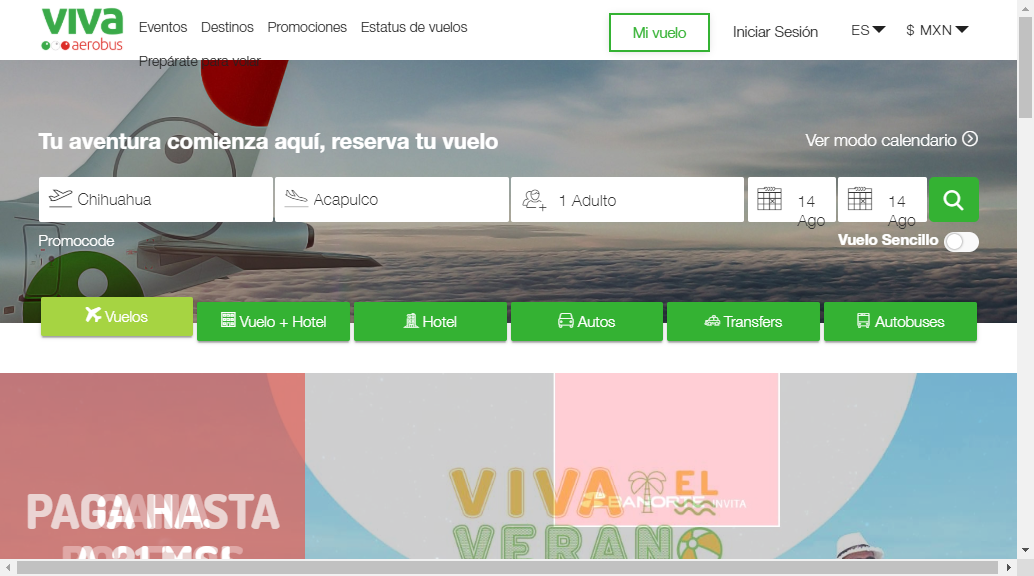 viva
aerobus
Eventos Destinos Promociones Estatus de vuelos
Prepárate para volar
Mi vuelo
Iniciar Sesión
ES
$ MXN
Tu aventura comienza aquí, reserva tu vuelo
Ver modo calendario
Chihuahua
Acapulco
1 Adulto
14
Ago
14
Ago
Promocode
Vuelo Sencillo
Vuelos
Vuelo + Hotel
Hotel
Autos
Transfers
Autobuses
PAGA HASTA
VIVA EL
VERANO
BANORTE INVITA